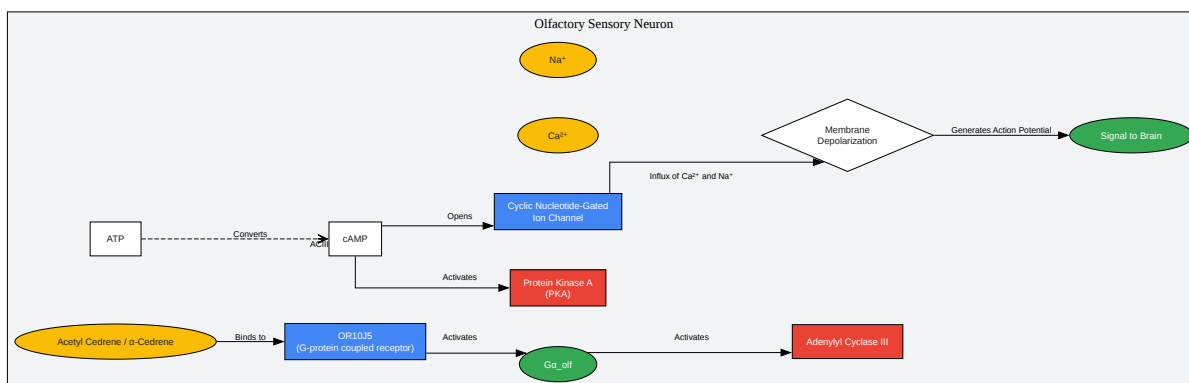 Olfactory Sensory Neuron
Na⁺
Ca²⁺
Membrane
Depolarization
Generates Action Potential
Signal to Brain
Influx of Ca²⁺ and Na⁺
Cyclic Nucleotide-Gated
Ion Channel
Opens
ATP
Converts
ACIII
cAMP
Activates
Protein Kinase A
(PKA)
Acetyl Cedrene / α-Cedrene
Binds to
OR10J5
(G-protein coupled receptor)
Activates
Gα_olf
Activates
Adenylyl Cyclase III